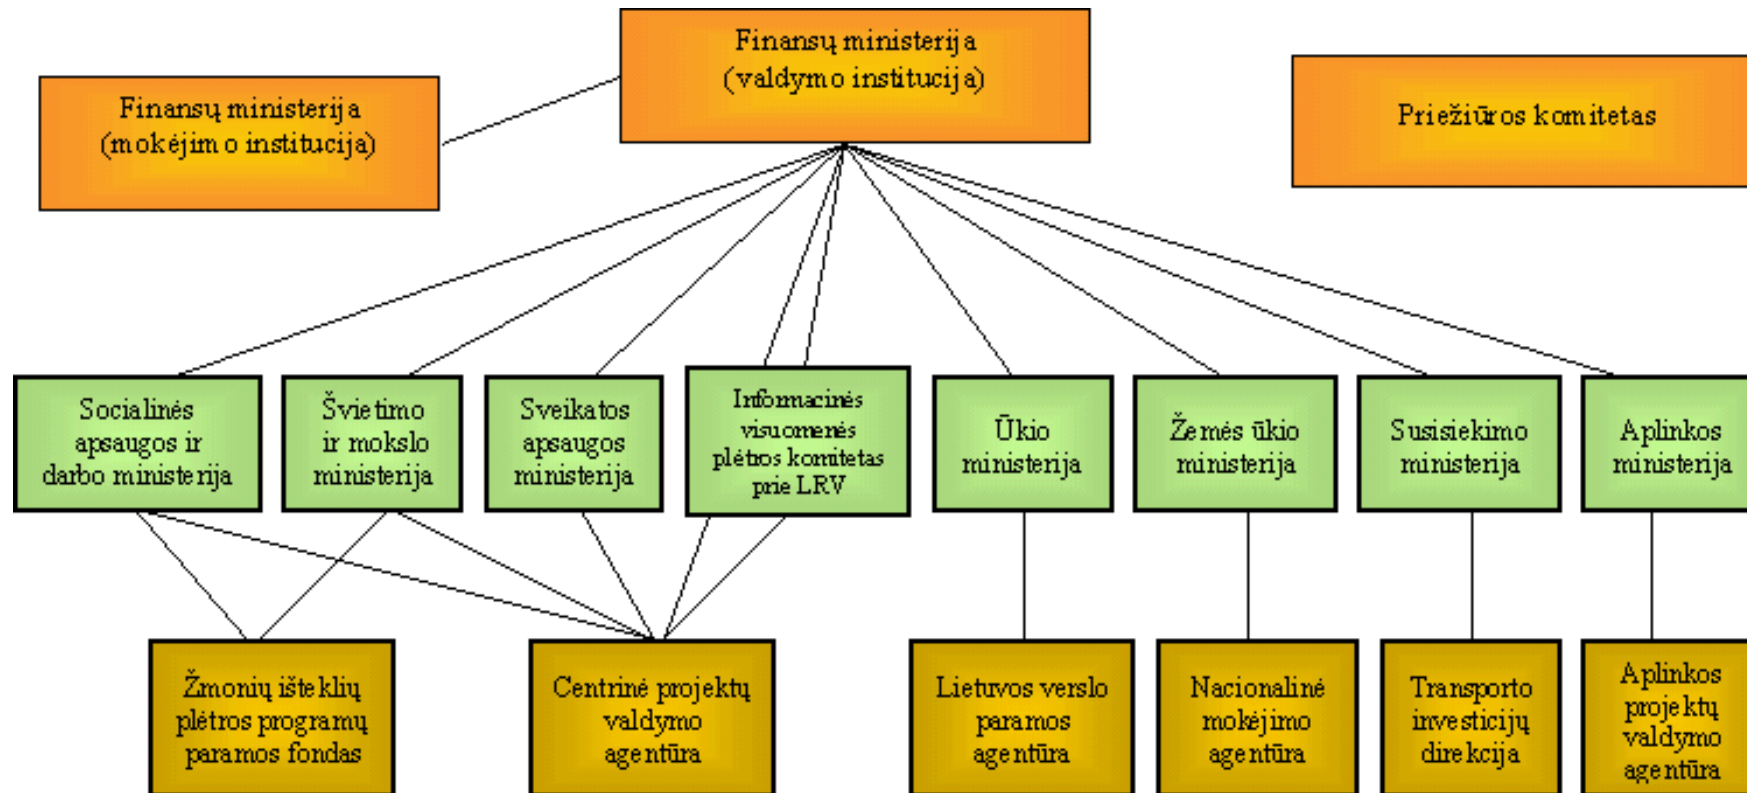 Finansų ministerija
(valdymo institucija)
Finansų ministerija
(mokėjimo institucija)
Priežiūros komitetas
Socialinės
apsaugos ir
darbo ministerija
Švietimo
ir mokslo
ministerija
Sveikatos
apsaugos
ministerija
Informacinės
visuomenės
plėtros komitetas
prie LRV
Ūkio
ministerija
Žemės ūkio
ministerija
Susisiekimo
ministerija
Aplinkos
ministerija
Žmonių išteklių
plėtros programų
paramos fondas
Centrinė projektų
valdymo
agentūra
Lietuvos verslo
paramos
agentūra
Nacionalinė
mokėjimo
agentūra
Transporto
investicijų
direkcija
Aplinkos
projektų
valdymo
agentūra